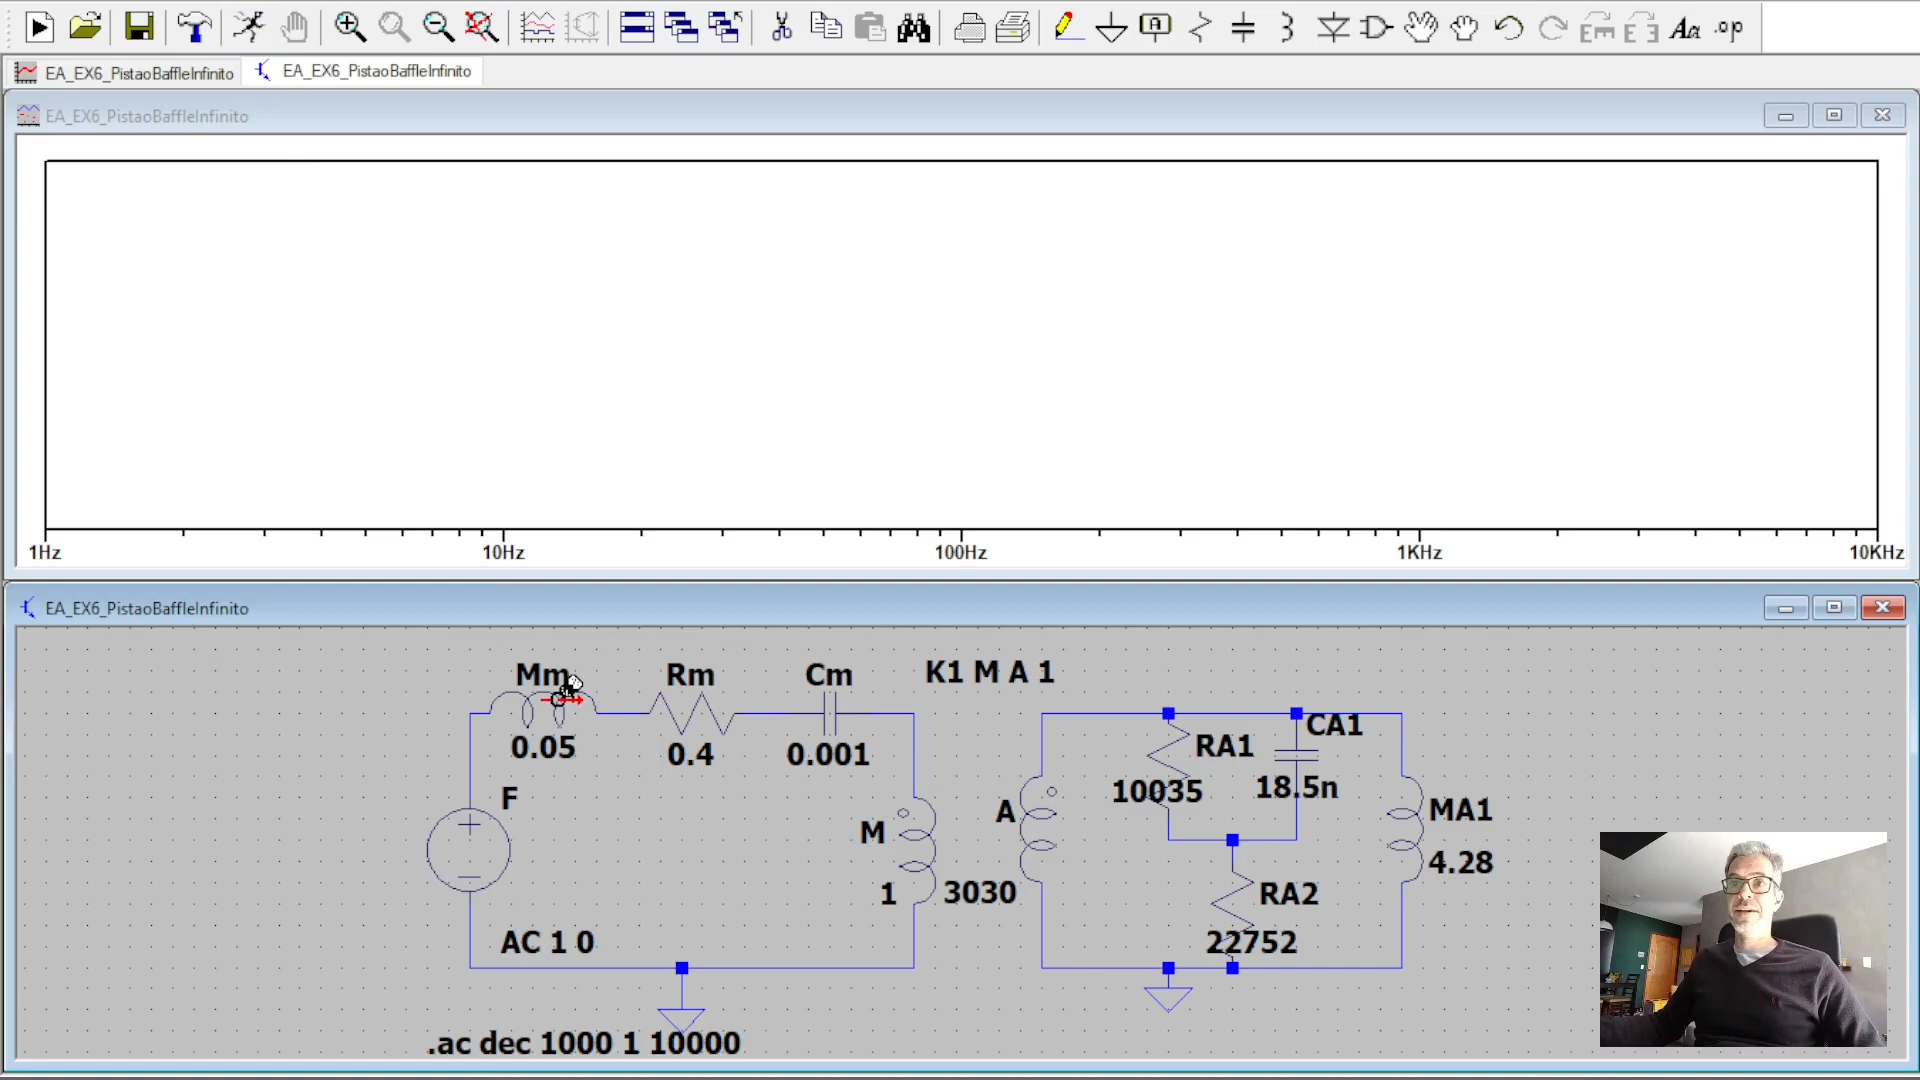 A
Aa
.op
EA_EX6_PistaoBaffleInfinito
EA_EX6_PistaoBaffleInfinito
EA_EX6_PistaoBaffleInfinito
1Hz
10Hz
100Hz
1KHz
10KHz
EA_EX6_PistaoBaffleInfinito
Mm
Rm
Cm
K1 M A 1
0.05
0.4
0.001
CA1
RA1
10035
18.5n
F
M
A
MA1
4.28
1
3030
RA2
22752
AC 1 0
.ac dec 1000 1 10000